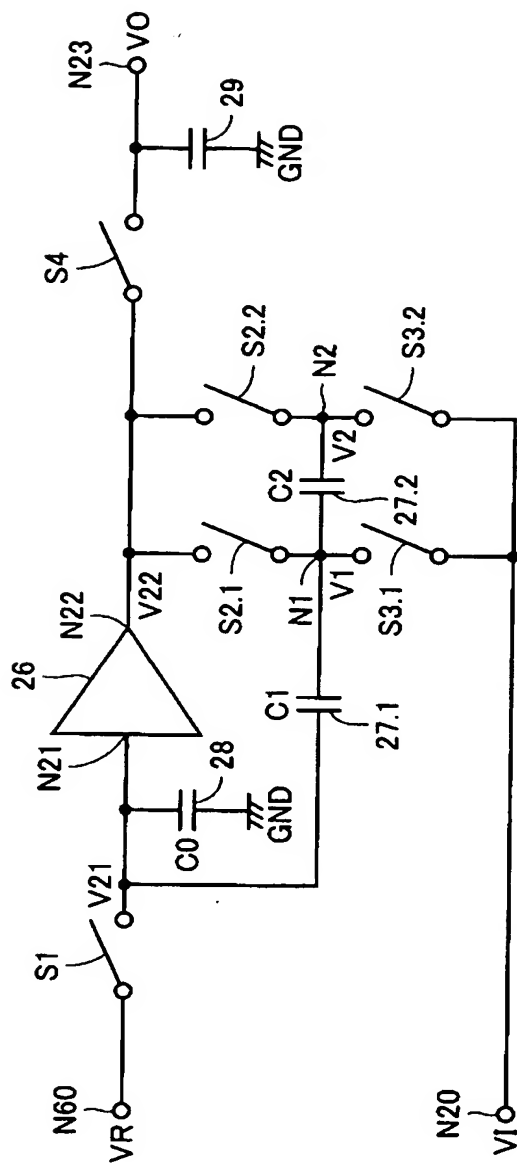 N60
VR
S1
V21
N21
26
N22
V22
C0
28
GND
S4
N23
VO
29
GND
S2.1
S2.2
C1
27.1
N1
V1
C2
27.2
N2
V2
S3.1
S3.2
N20
VI